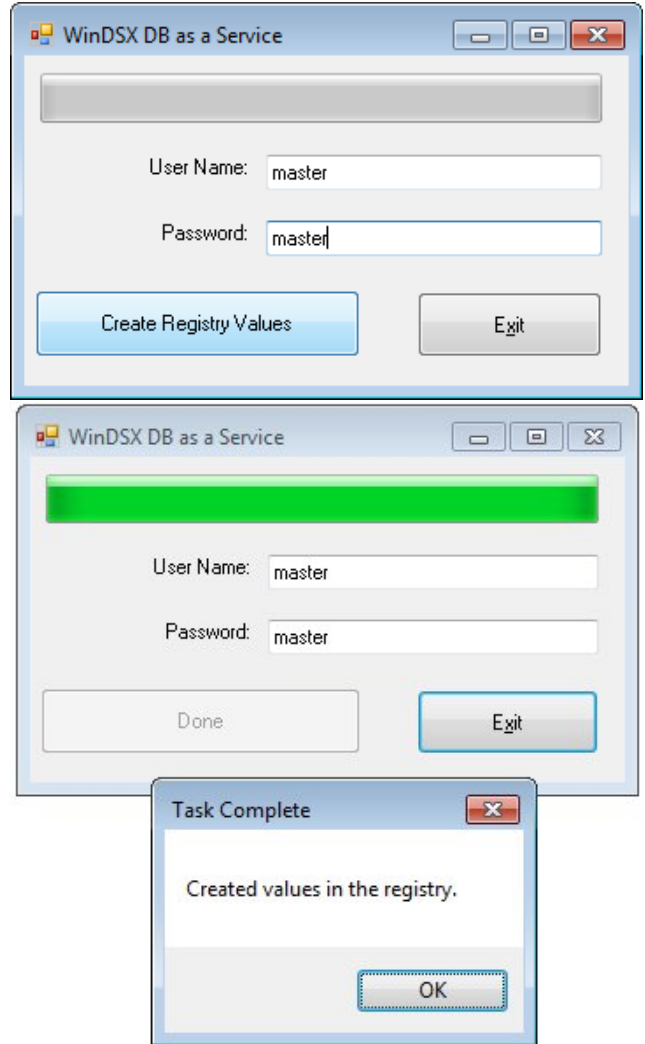 WinDSX DB as a Service
User Name: master
Password: master
Create Registry Values Exit
WinDSX DB as a Service
User Name: master
Password: master
Done Exit
Task Complete
Created values in the registry.
OK